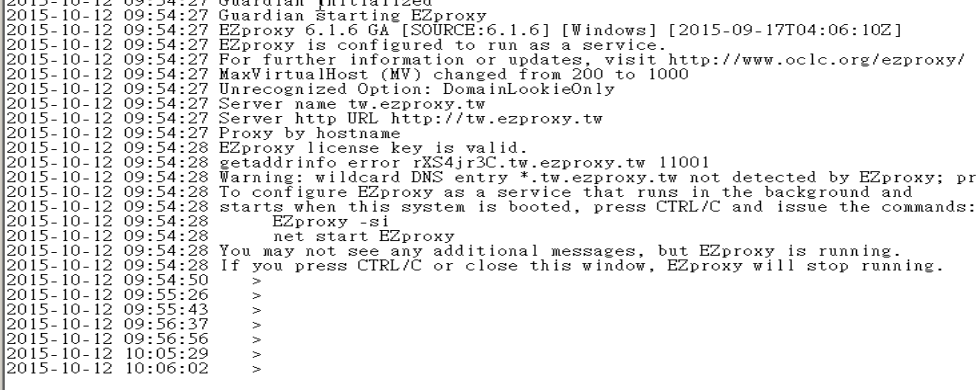 2015-10-12 09:54:27 Guardian initialized
2015-10-12 09:54:27 Guardian starting EZproxy
2015-10-12 09:54:27 EZproxy 6.1.6 GA [SOURCE:6.1.6] [Windows] [2015-09-17T04:06:10Z]
2015-10-12 09:54:27 EZproxy is configured to run as a service.
2015-10-12 09:54:27 For further information or updates, visit http://www.oclc.org/ezproxy/
2015-10-12 09:54:27 MaxVirtualHost (MV) changed from 200 to 1000
2015-10-12 09:54:27 Unrecognized Option: DomainLookieOnly
2015-10-12 09:54:27 Server name tw.ezproxy.tw
2015-10-12 09:54:27 Server http URL http://tw.ezproxy.tw
2015-10-12 09:54:27 Proxy by hostname
2015-10-12 09:54:28 EZproxy license key is valid.
2015-10-12 09:54:28 getaddrinfo error rXS4jr3C.tw.ezproxy.tw 11001
2015-10-12 09:54:28 Warning: wildcard DNS entry *.tw.ezproxy.tw not detected by EZproxy; pr
2015-10-12 09:54:28 To configure EZproxy as a service that runs in the background and
2015-10-12 09:54:28 starts when this system is booted, press CTRL/C and issue the commands:
2015-10-12 09:54:28 EZproxy -si
2015-10-12 09:54:28 net start EZproxy
2015-10-12 09:54:28 You may not see any additional messages, but EZproxy is running.
2015-10-12 09:54:28 If you press CTRL/C or close this window, EZproxy will stop running.
2015-10-12 09:54:50 >
2015-10-12 09:55:26 >
2015-10-12 09:55:43 >
2015-10-12 09:56:37 >
2015-10-12 09:56:56 >
2015-10-12 10:05:29 >
2015-10-12 10:06:02 >